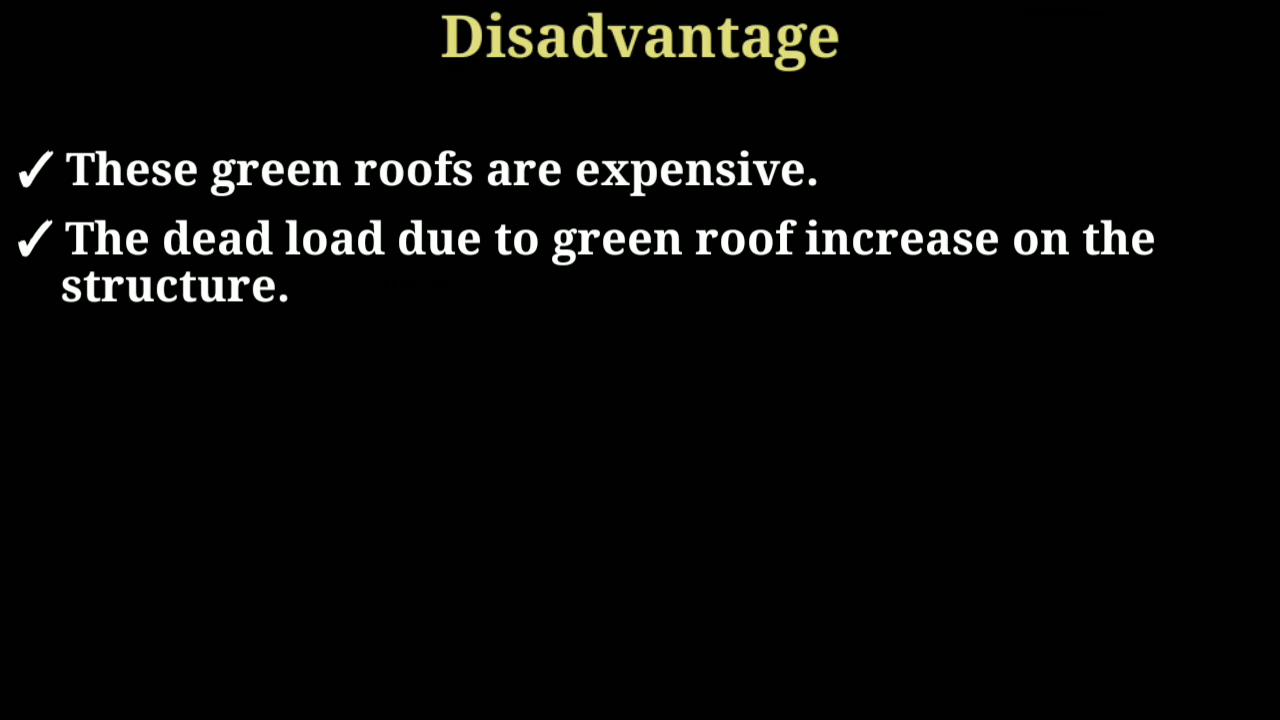 Disadvantage
✓ These green roofs are expensive.
✓ The dead load due to green roof increase on the
structure.